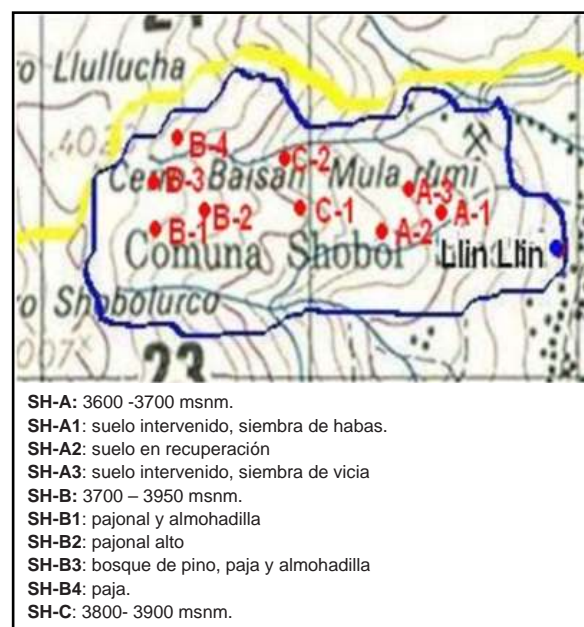 o Llullucha
B-4
C-2
Baisan Mula rumi
B-3
A-3
B-2
C-1
A-1
B-1
A-2
Comuna Shobol
Llin Llin
o Shobolurco
23
SH-A: 3600 -3700 msnm.
SH-A1: suelo intervenido, siembra de habas.
SH-A2: suelo en recuperación
SH-A3: suelo intervenido, siembra de vicia
SH-B: 3700 – 3950 msnm.
SH-B1: pajonal y almohadilla
SH-B2: pajonal alto
SH-B3: bosque de pino, paja y almohadilla
SH-B4: paja.
SH-C: 3800- 3900 msnm.